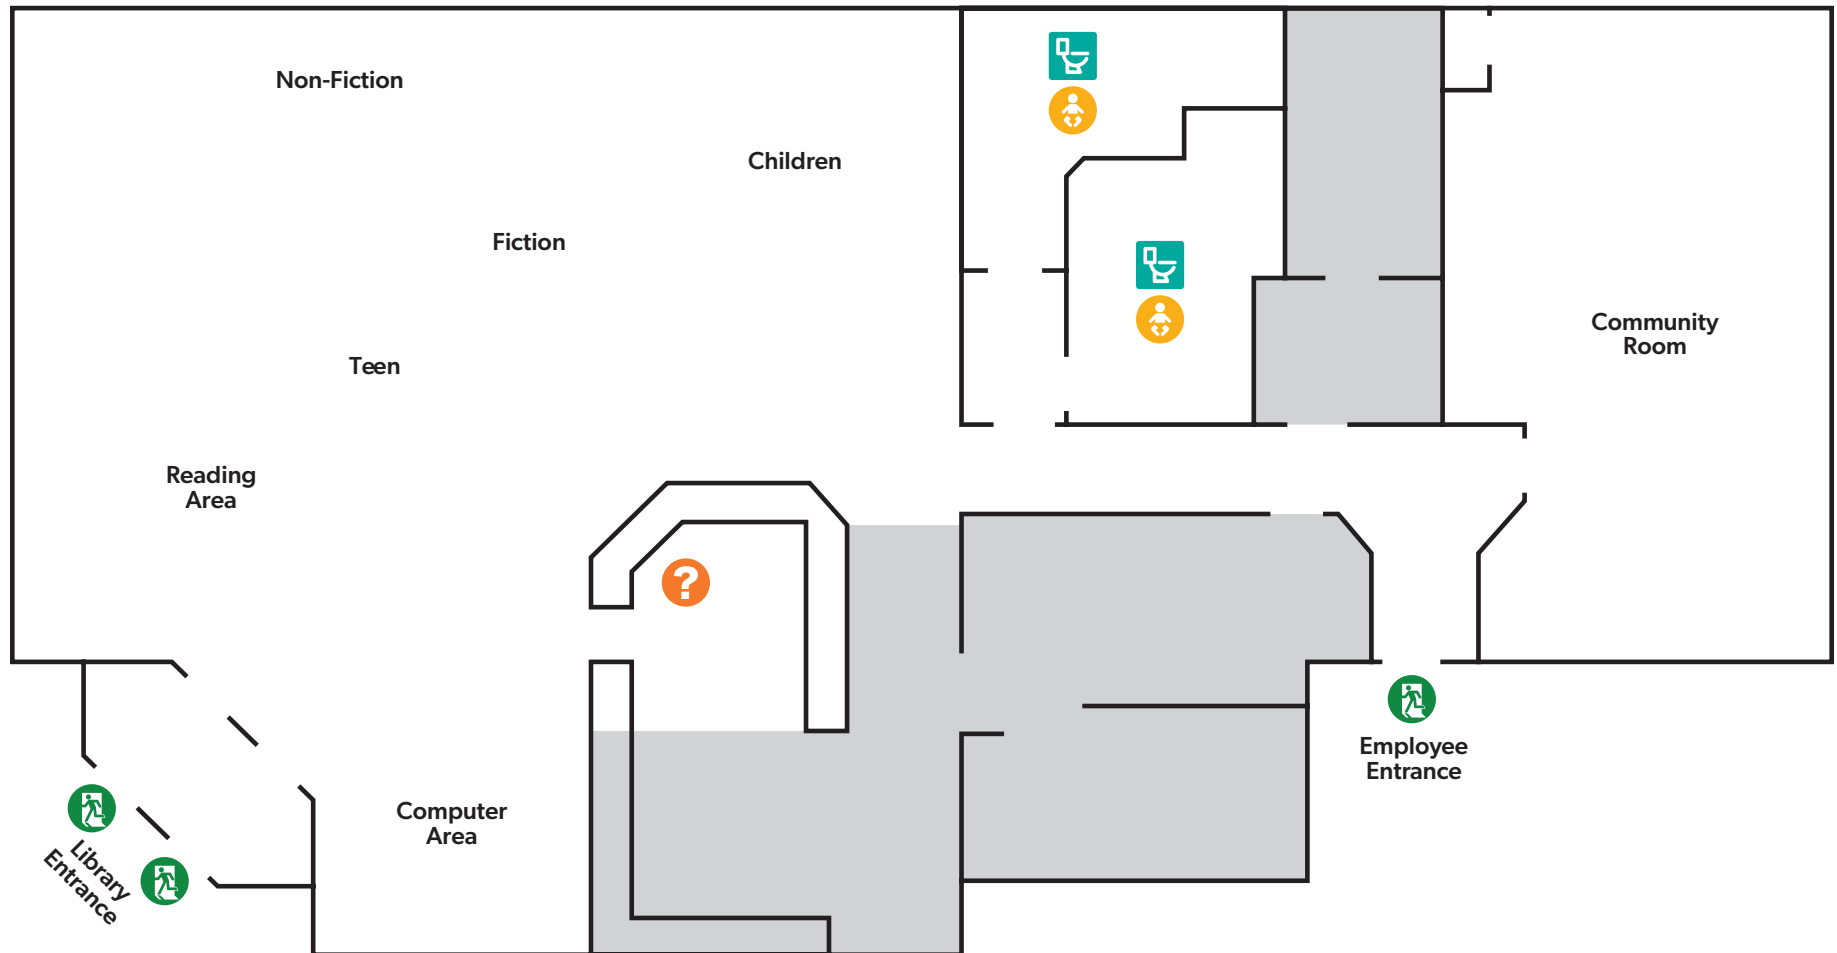 Non-Fiction
Children
Fiction
Community
Room
Teen
Reading
Area
?
Employee
Entrance
Computer
Area
Library
Entrance